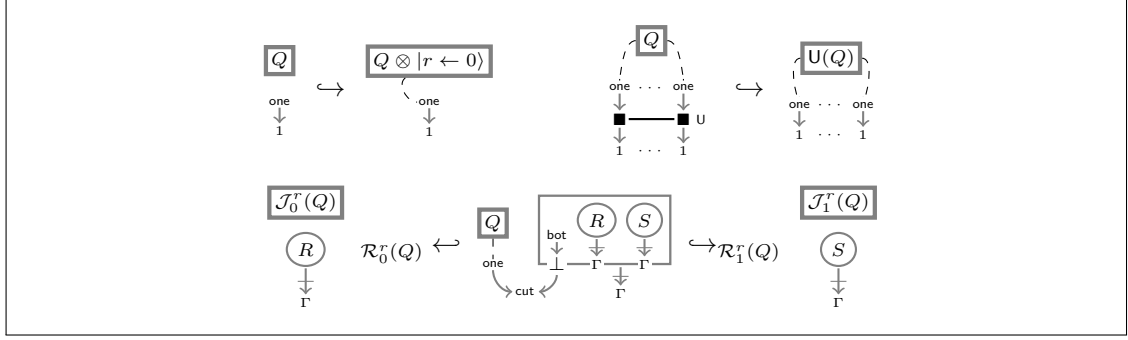 Q Q ⊗ |r ← 0⟩ Q U(Q)
one ↪ one one · · · one ↪ one · · · one
U
1 1 1 · · · 1 1 · · · 1
𝒥₀ʳ(Q) Q R S 𝒥₁ʳ(Q)
R ℛ₀ʳ(Q) ↩ bot ↪ ℛ₁ʳ(Q) S
one ⊥ Γ Γ
Γ cut Γ Γ